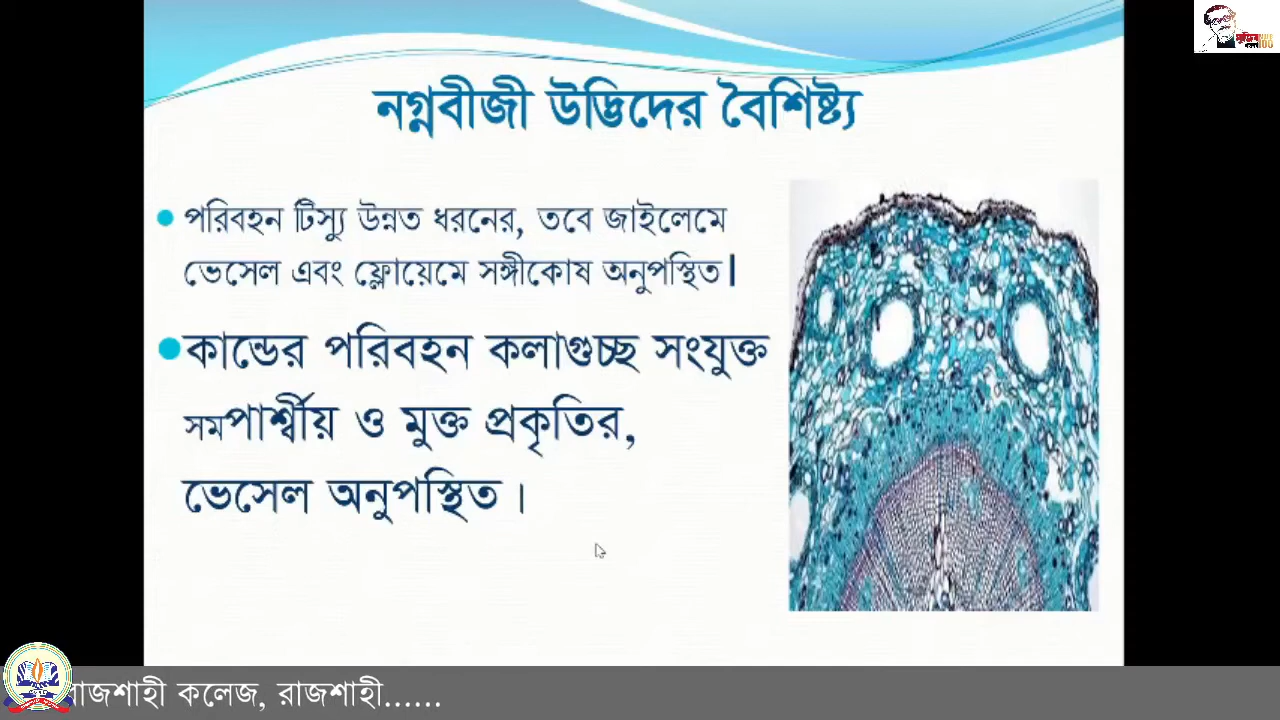 নগ্নবীজী উদ্ভিদের বৈশিষ্ট্য
পরিবহন টিস্যু উন্নত ধরনের, তবে জাইলেমে
ভেসেল এবং ফ্লোয়েমে সঙ্গীকোষ অনুপস্থিত।
কান্ডের পরিবহন কলাগুচ্ছ সংযুক্ত
সমপার্শ্বীয় ও মুক্ত প্রকৃতির,
ভেসেল অনুপস্থিত।
রাজশাহী কলেজ, রাজশাহী......